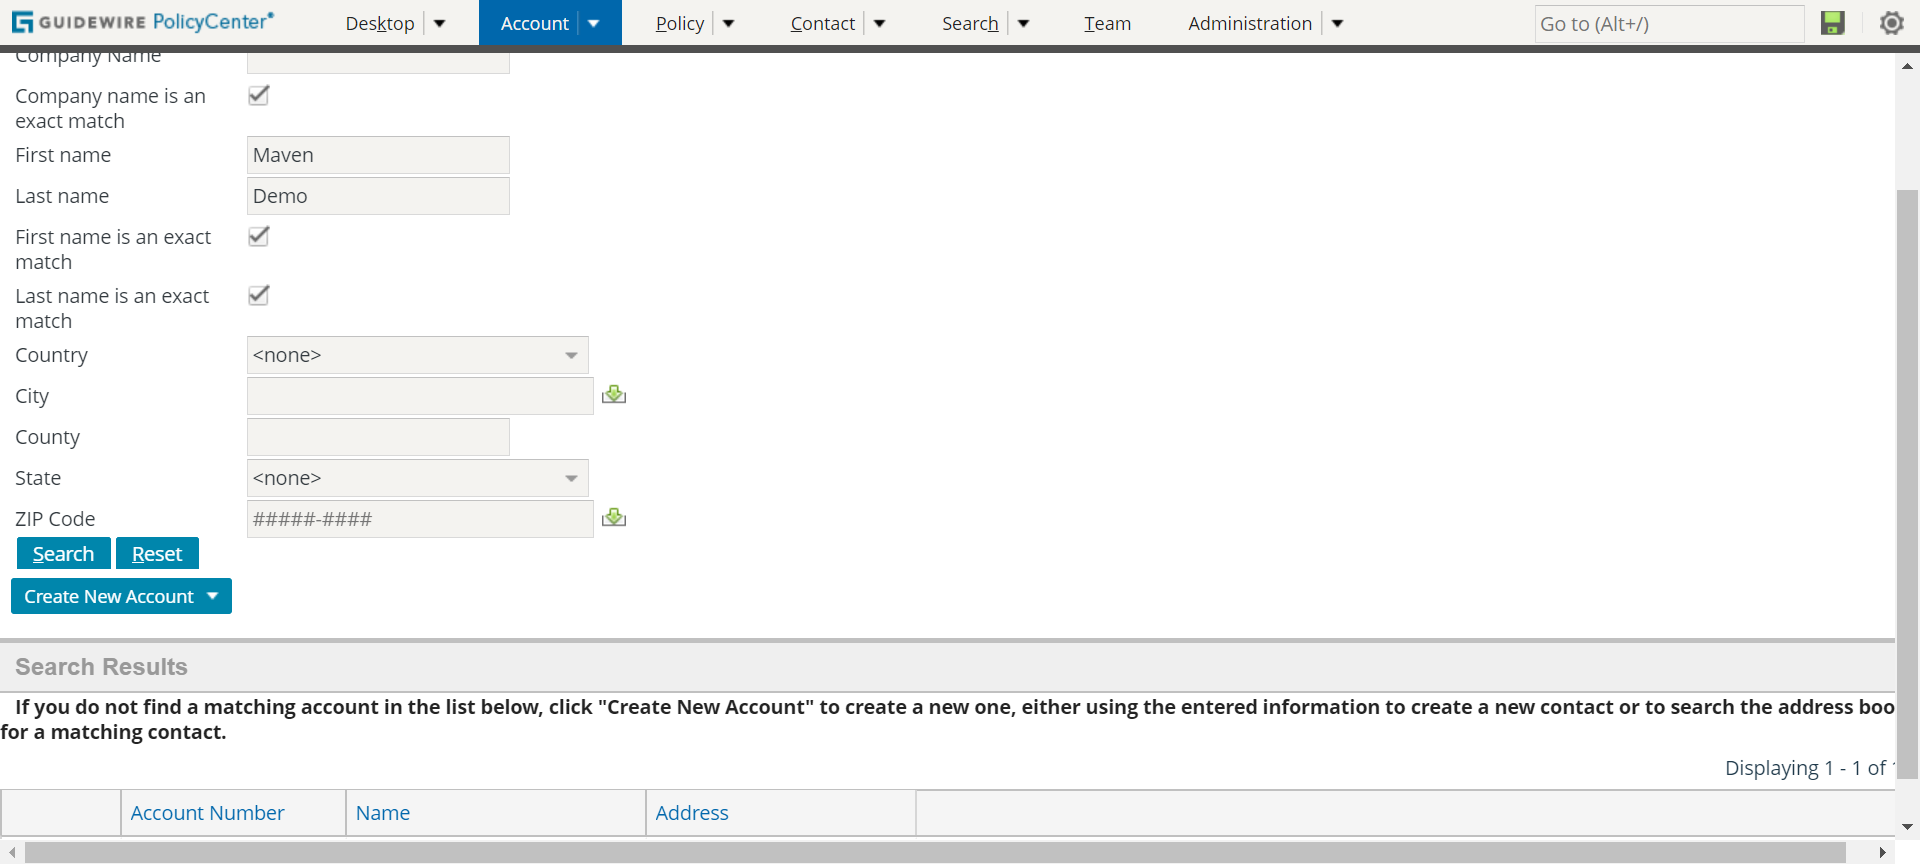 GUIDEWIRE PolicyCenter® Desktop Account Policy Contact Search Team Administration Go to (Alt+/)
Company Name
Company name is an
exact match
First name Maven
Last name Demo
First name is an exact
match
Last name is an exact
match
Country <none>
City
County
State <none>
ZIP Code #####-####
Search Reset
Create New Account
Search Results
If you do not find a matching account in the list below, click "Create New Account" to create a new one, either using the entered information to create a new contact or to search the address boo
for a matching contact.
Displaying 1 - 1 of
Account Number Name Address